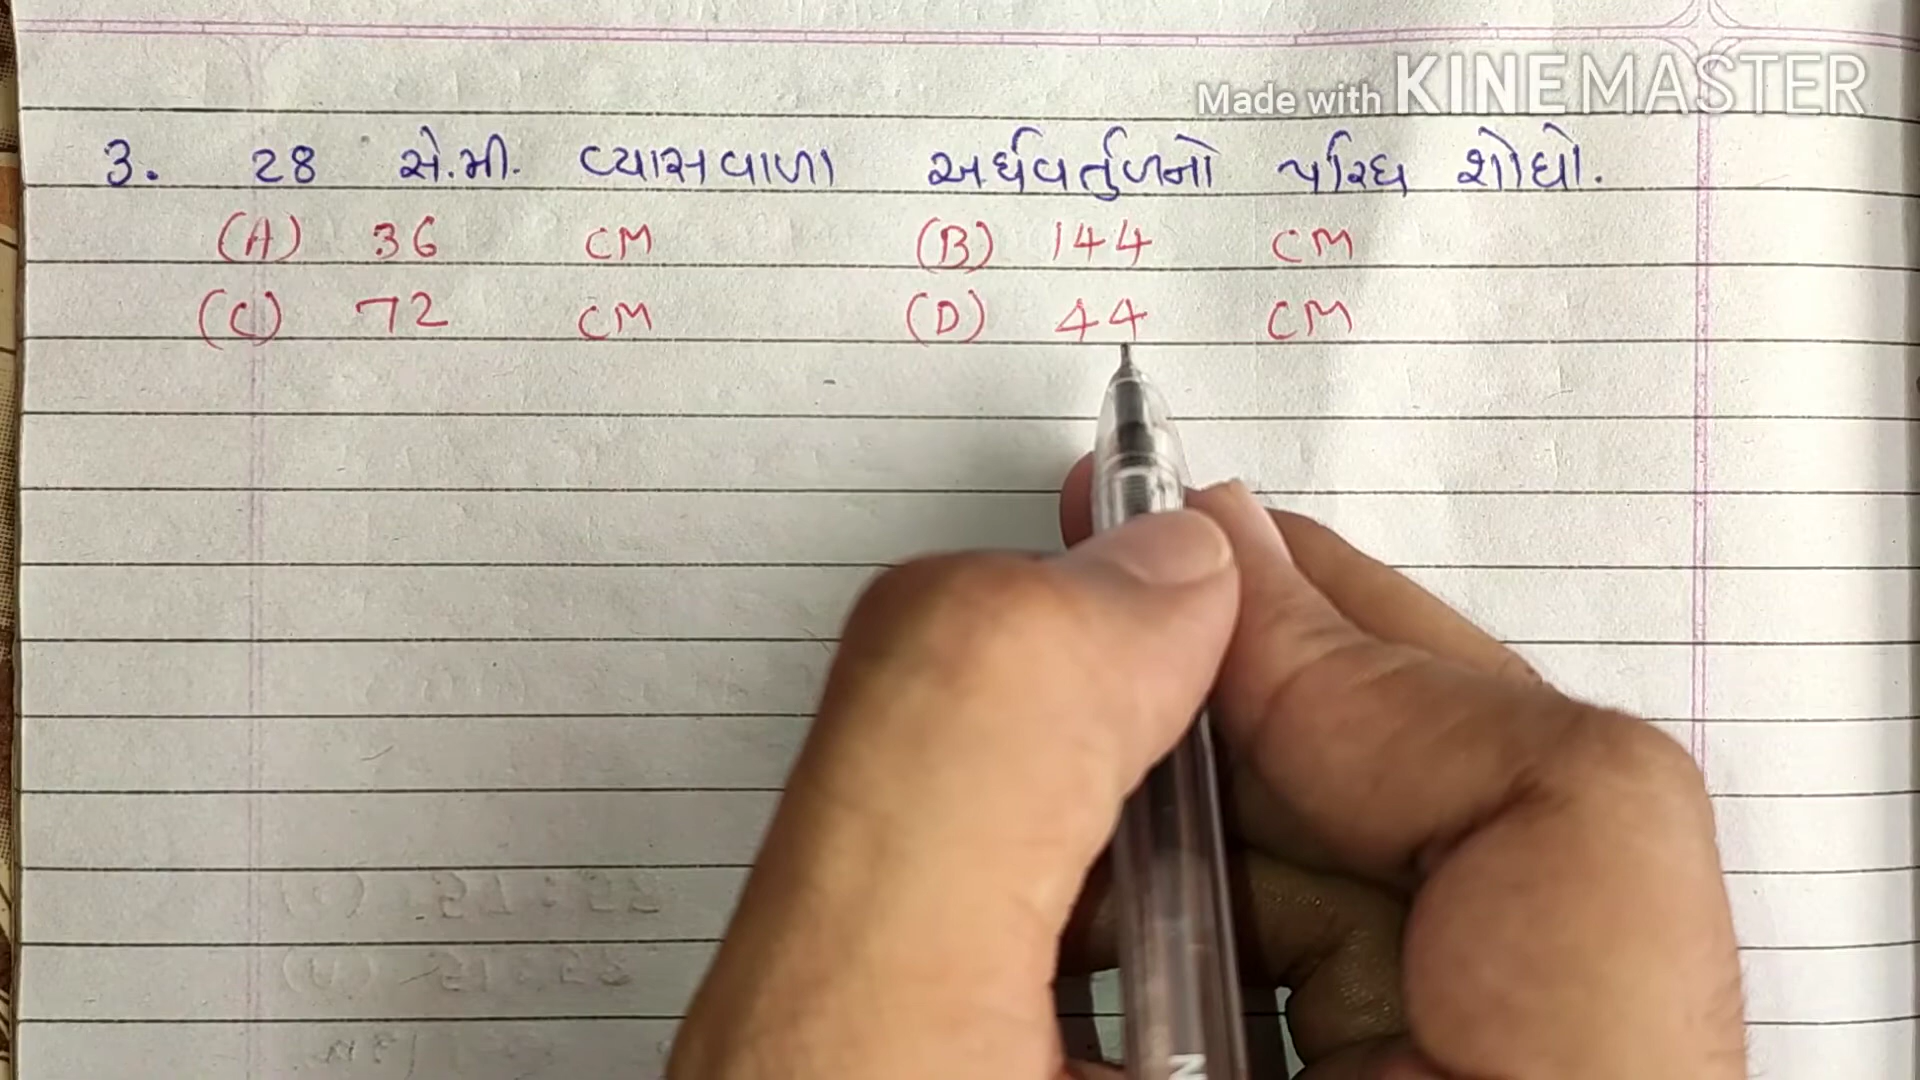 Made with KINEMASTER
3. 28 સે.મી. વ્યાસવાળા અર્ધવર્તુળનો પરિઘ શોધો.
(A) 36 CM (B) 144 CM
(C) 72 CM (D) 44 CM
N